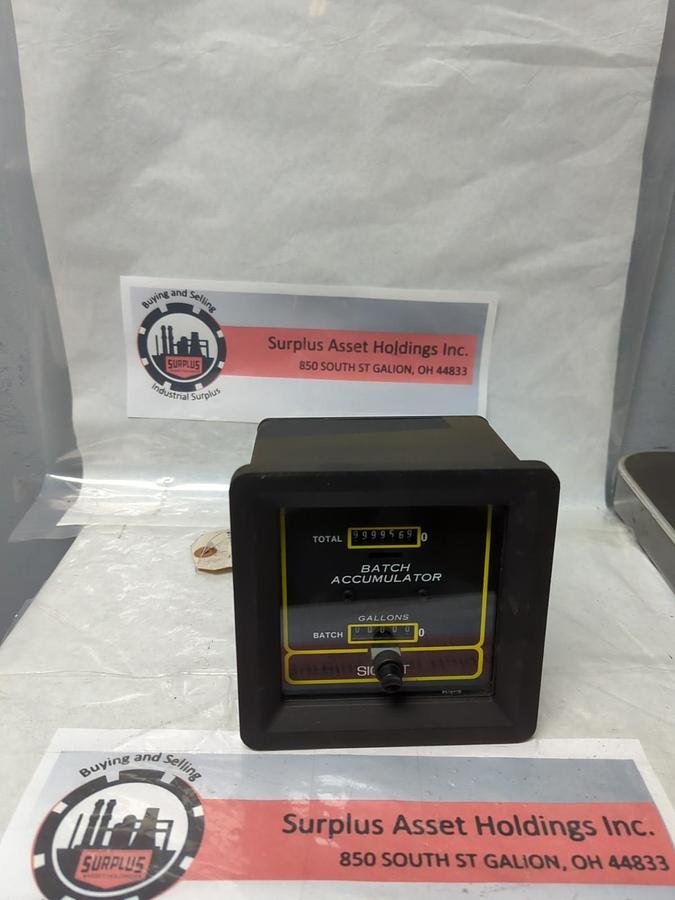 Buying and Selling
SURPLUS
Industrial Surplus
Surplus Asset Holdings Inc.
850 SOUTH ST GALION, OH 44833
TOTAL 9999569 0
BATCH
ACCUMULATOR
GALLONS
BATCH 00000 0
Buying and Selling
SURPLUS
Surplus Asset Holdings Inc.
850 SOUTH ST GALION, OH 44833